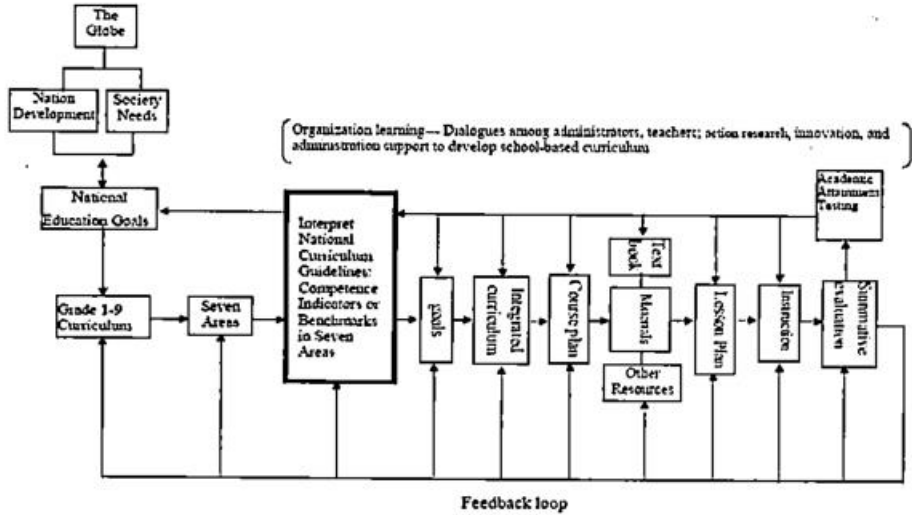 The
Globe
Nation
Development
Society
Needs
Organization learning— Dialogues among administrators, teachers; action research, innovation, and
administration support to develop school-based curriculum
National
Education Goals
Grade 1-9
Curriculum
Seven
Areas
Interpret
National
Curriculum
Guidelines:
Competence
Indicators or
Benchmarks
in Seven
Areas
goals
Integrated
curriculum
Course plan
Text
book
Materials
Other
Resources
Lesson Plan
Instruction
Summative
evaluation
Academic
Attainment
Testing
Feedback loop